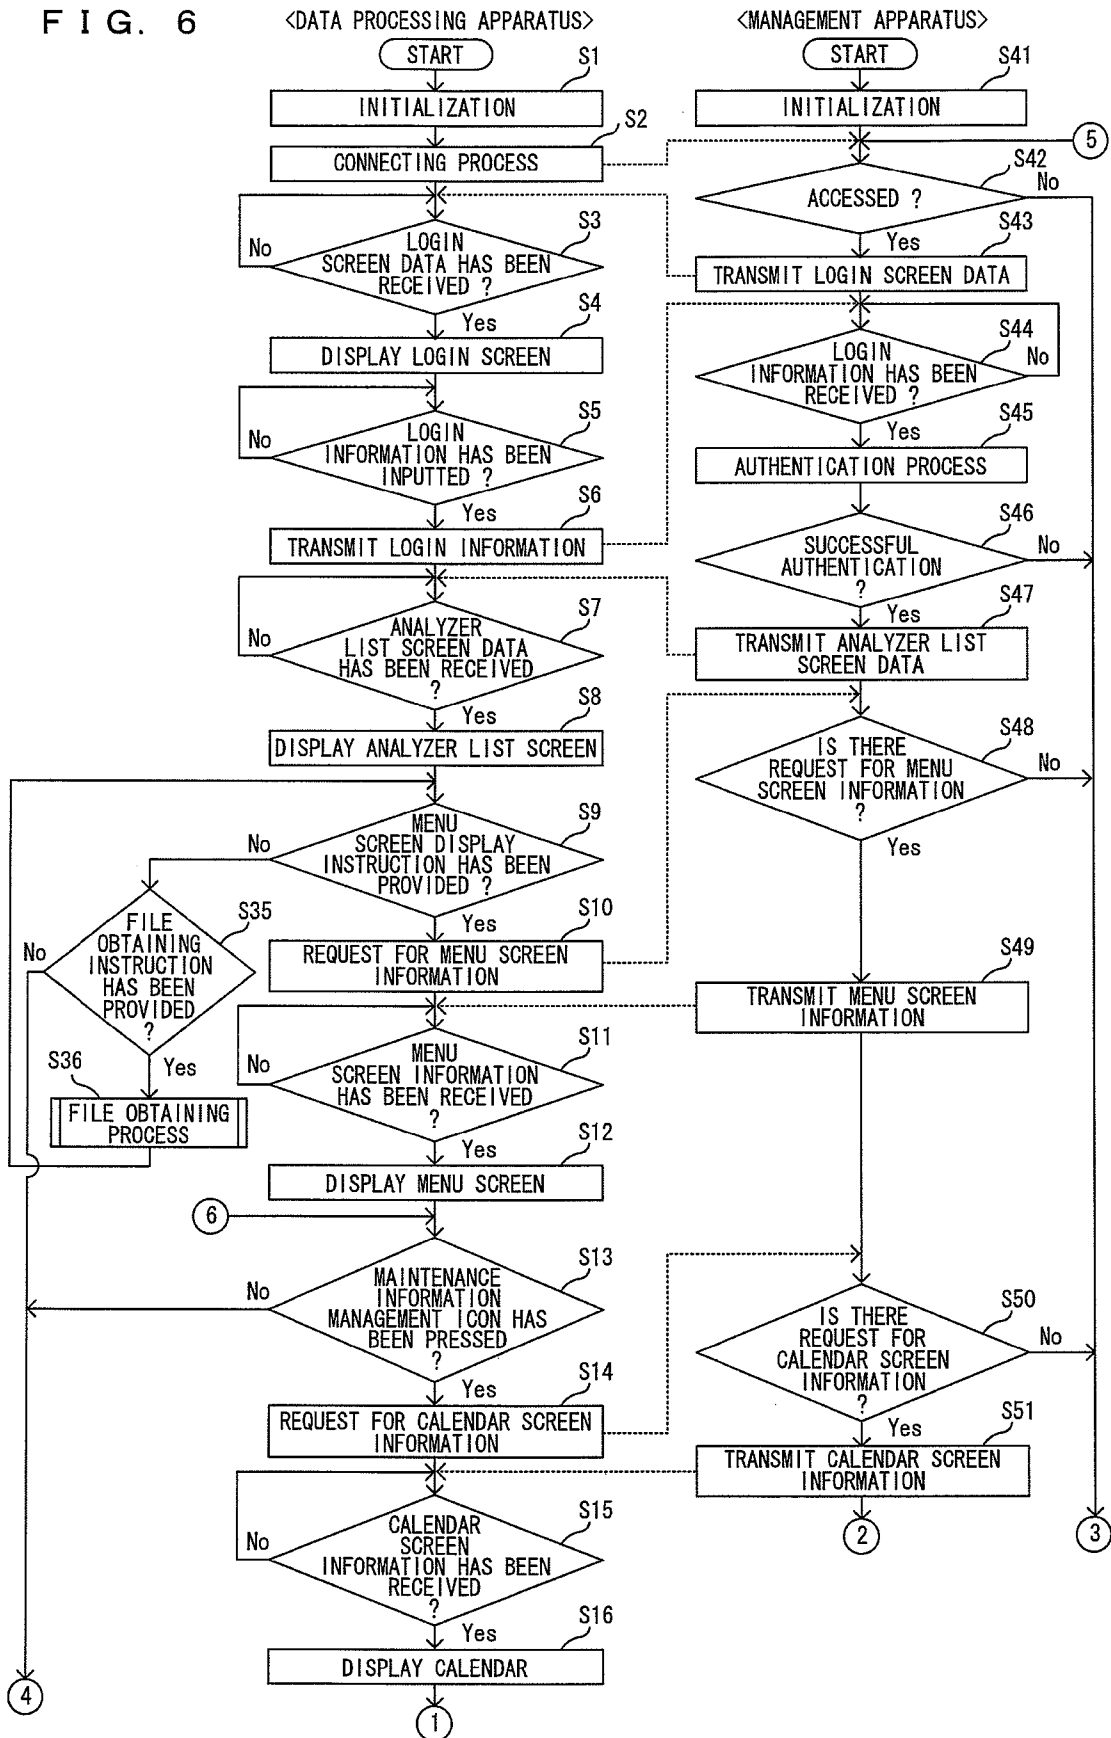 FIG. 6
<DATA PROCESSING APPARATUS>
START
S1
INITIALIZATION
S2
CONNECTING PROCESS
S3
LOGIN
SCREEN DATA HAS BEEN
RECEIVED ?
No
Yes
S4
DISPLAY LOGIN SCREEN
S5
LOGIN
INFORMATION HAS BEEN
INPUTTED ?
No
Yes
S6
TRANSMIT LOGIN INFORMATION
S7
ANALYZER
LIST SCREEN DATA
HAS BEEN RECEIVED
?
No
Yes
S8
DISPLAY ANALYZER LIST SCREEN
S9
MENU
SCREEN DISPLAY
INSTRUCTION HAS BEEN
PROVIDED ?
No
Yes
S35
FILE
OBTAINING
INSTRUCTION
HAS BEEN
PROVIDED
?
No
Yes
S36
FILE OBTAINING
PROCESS
S10
REQUEST FOR MENU SCREEN
INFORMATION
S11
MENU
SCREEN INFORMATION
HAS BEEN RECEIVED
?
No
Yes
S12
DISPLAY MENU SCREEN
6
S13
MAINTENANCE
INFORMATION
MANAGEMENT ICON HAS
BEEN PRESSED
?
No
Yes
S14
REQUEST FOR CALENDAR SCREEN
INFORMATION
S15
CALENDAR
SCREEN
INFORMATION HAS BEEN
RECEIVED
?
No
Yes
S16
DISPLAY CALENDAR
4
1
<MANAGEMENT APPARATUS>
START
S41
INITIALIZATION
5
S42
ACCESSED ?
No
Yes
S43
TRANSMIT LOGIN SCREEN DATA
S44
LOGIN
INFORMATION HAS BEEN
RECEIVED ?
No
Yes
S45
AUTHENTICATION PROCESS
S46
SUCCESSFUL
AUTHENTICATION
?
No
Yes
S47
TRANSMIT ANALYZER LIST
SCREEN DATA
S48
IS THERE
REQUEST FOR MENU
SCREEN INFORMATION
?
No
Yes
S49
TRANSMIT MENU SCREEN
INFORMATION
S50
IS THERE
REQUEST FOR
CALENDAR SCREEN
INFORMATION
?
No
Yes
S51
TRANSMIT CALENDAR SCREEN
INFORMATION
2
3